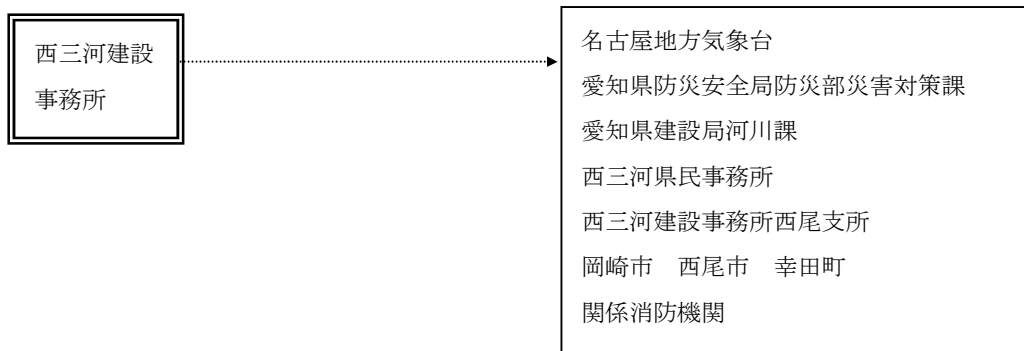 西三河建設
事務所
名古屋地方気象台
愛知県防災安全局防災部災害対策課
愛知県建設局河川課
西三河県民事務所
西三河建設事務所西尾支所
岡崎市　西尾市　幸田町
関係消防機関